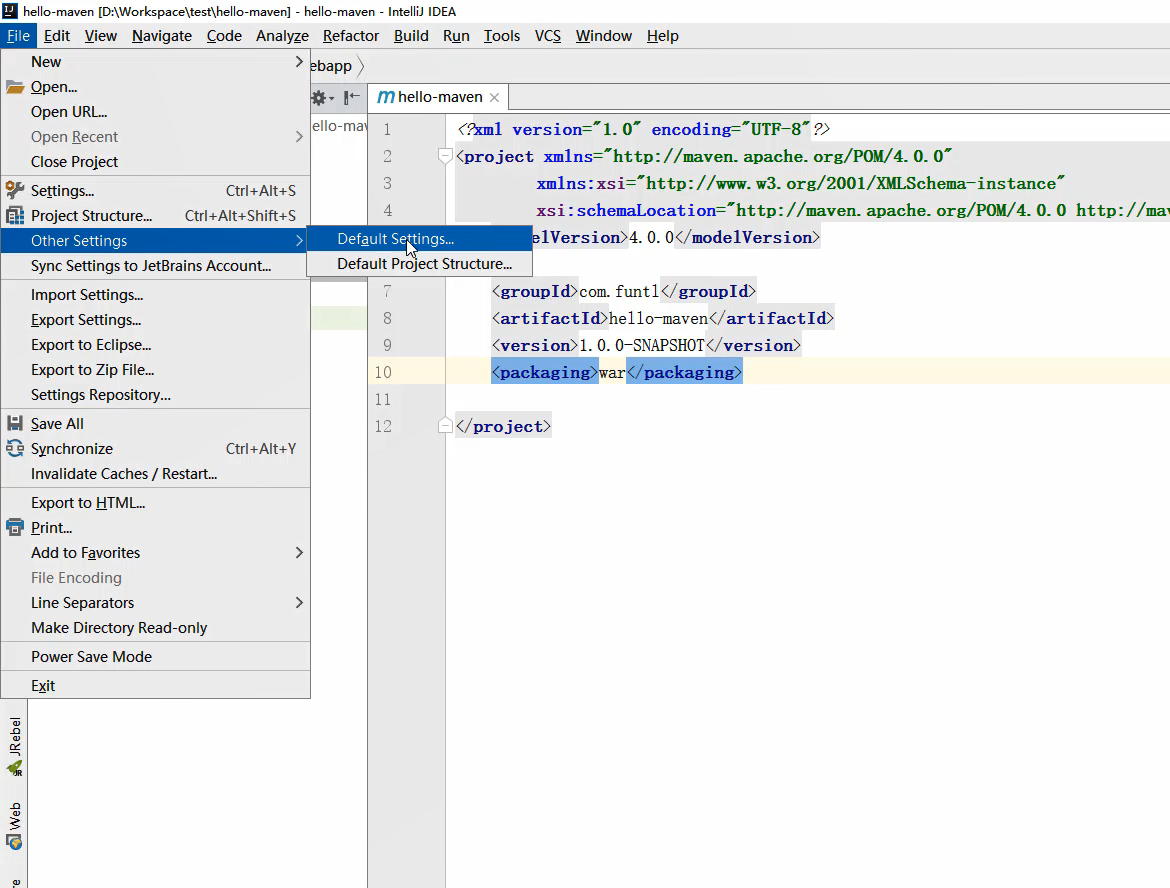 hello-maven [D:\Workspace\test\hello-maven] - hello-maven - IntelliJ IDEA
File Edit View Navigate Code Analyze Refactor Build Run Tools VCS Window Help
New
Open...
Open URL...
Open Recent
Close Project
Settings... Ctrl+Alt+S
Project Structure... Ctrl+Alt+Shift+S
Other Settings
Sync Settings to JetBrains Account...
Import Settings...
Export Settings...
Export to Eclipse...
Export to Zip File...
Settings Repository...
Save All
Synchronize Ctrl+Alt+Y
Invalidate Caches / Restart...
Export to HTML...
Print...
Add to Favorites
File Encoding
Line Separators
Make Directory Read-only
Power Save Mode
Exit
Default Settings...
Default Project Structure...
ebapp
ello-mav
hello-maven
1 <?xml version="1.0" encoding="UTF-8"?>
2 <project xmlns="http://maven.apache.org/POM/4.0.0"
3 xmlns:xsi="http://www.w3.org/2001/XMLSchema-instance"
4 xsi:schemaLocation="http://maven.apache.org/POM/4.0.0 http://mav
elVersion>4.0.0</modelVersion>
7 <groupId>com.funtl</groupId>
8 <artifactId>hello-maven</artifactId>
9 <version>1.0.0-SNAPSHOT</version>
10 <packaging>war</packaging>
11
12 </project>
JRebel
Web